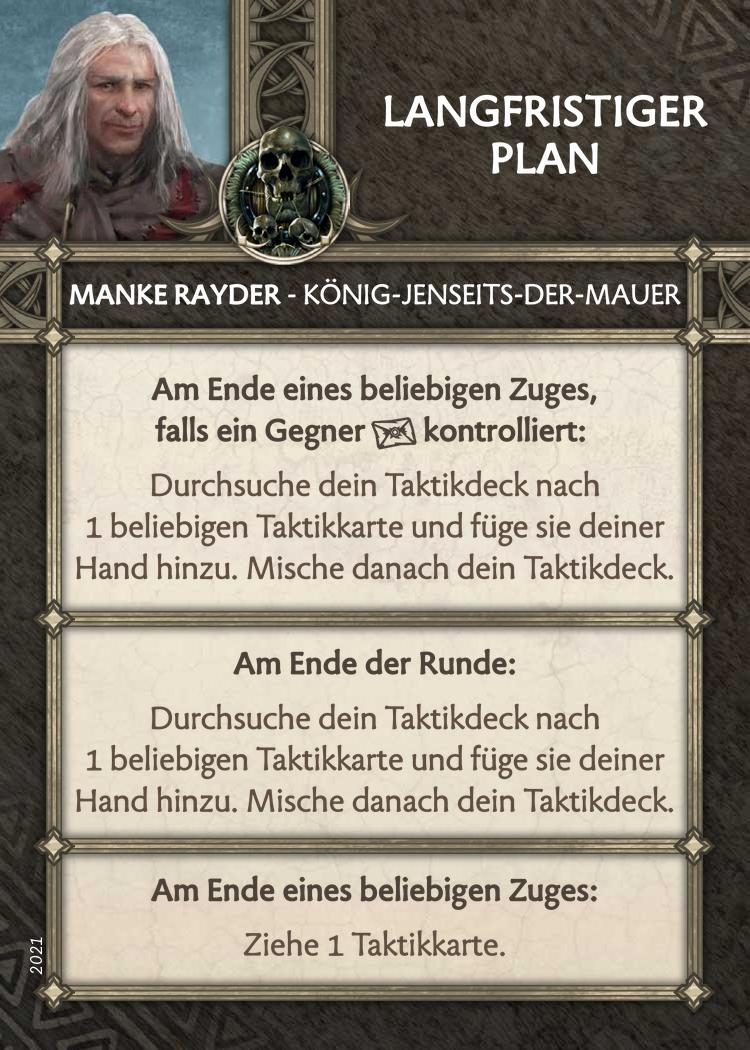 LANGFRISTIGER
PLAN
MANKE RAYDER - KÖNIG-JENSEITS-DER-MAUER
Am Ende eines beliebigen Zuges,
falls ein Gegner kontrolliert:
Durchsuche dein Taktikdeck nach
1 beliebigen Taktikkarte und füge sie deiner
Hand hinzu. Mische danach dein Taktikdeck.
Am Ende der Runde:
Durchsuche dein Taktikdeck nach
1 beliebigen Taktikkarte und füge sie deiner
Hand hinzu. Mische danach dein Taktikdeck.
Am Ende eines beliebigen Zuges:
Ziehe 1 Taktikkarte.
2021